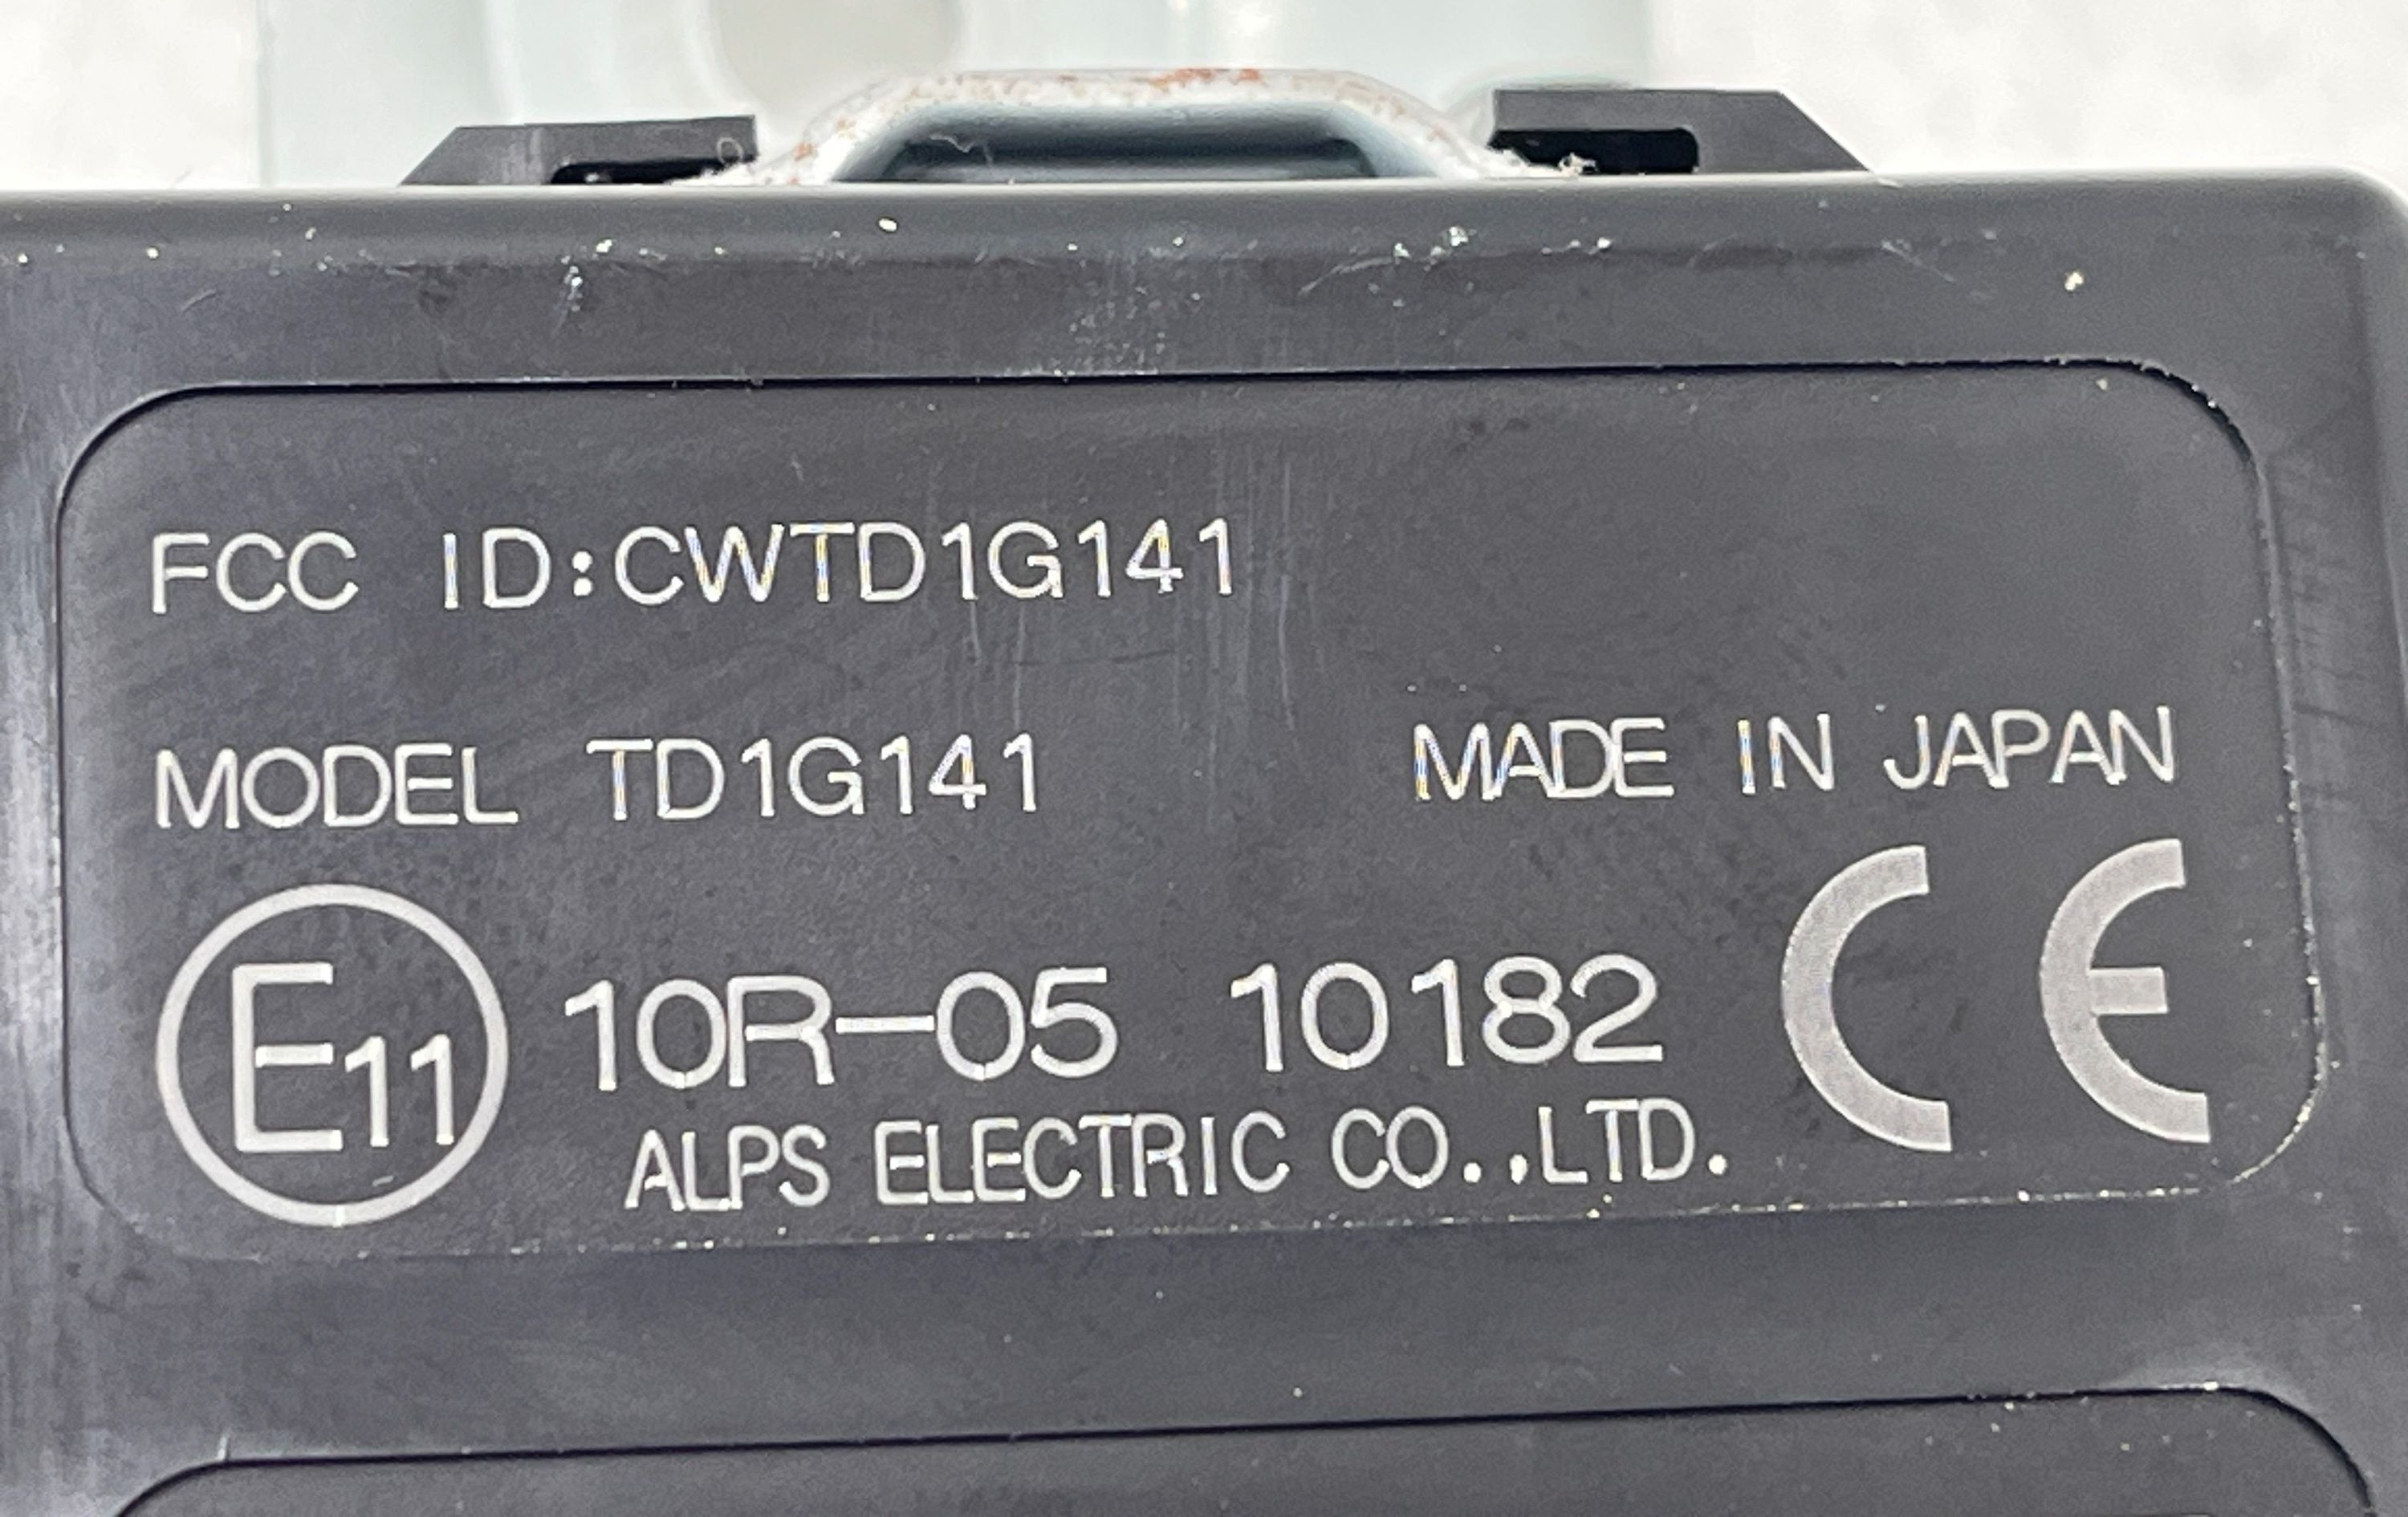 FCC ID:CWTD1G141
MODEL TD1G141 MADE IN JAPAN
E11 10R-05 10182 CE
ALPS ELECTRIC CO.,LTD.